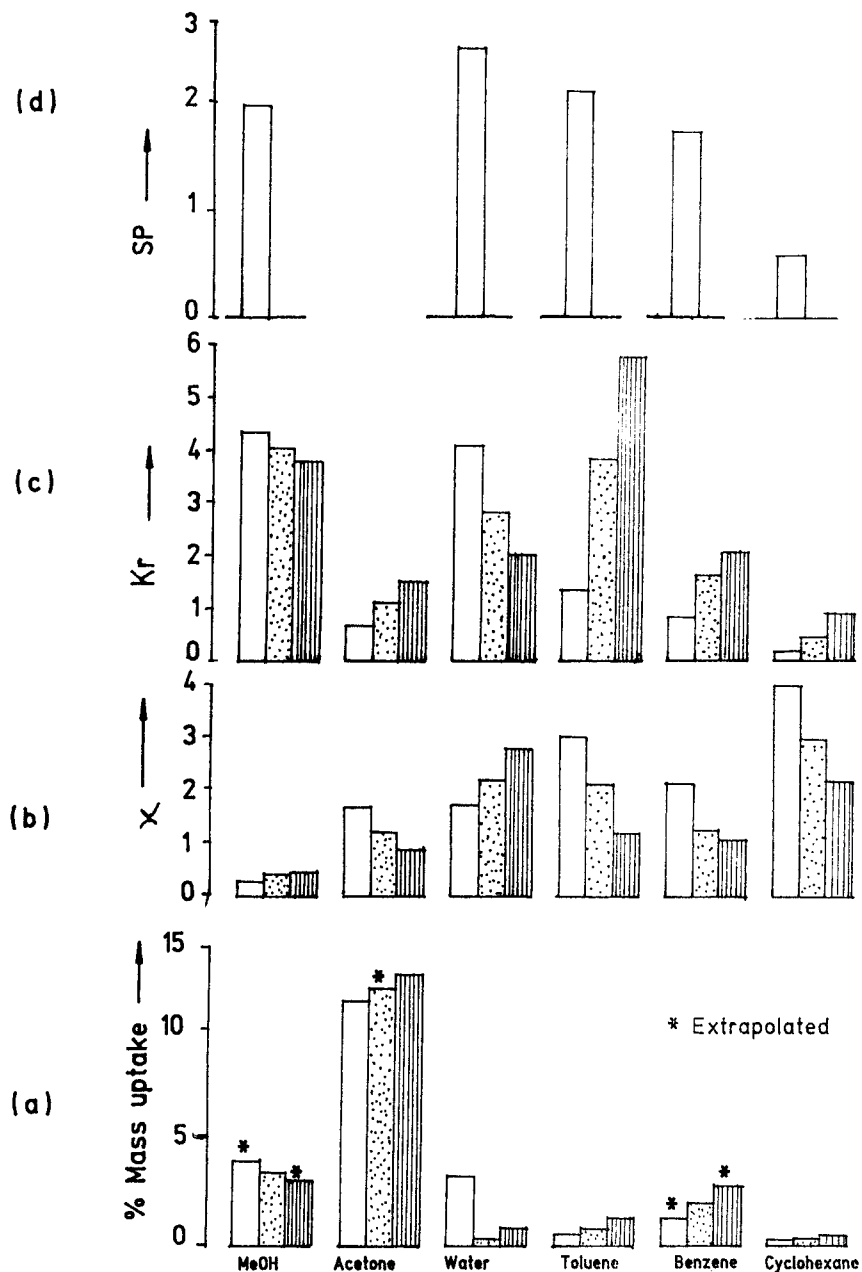 (d)
SP
3
2
1
0
(c)
Kr
6
5
4
3
2
1
0
(b)
χ
4
3
2
1
0
(a)
% Mass uptake
15
10
5
0
*
*
*
*
*
* Extrapolated
MeOH Acetone Water Toluene Benzene Cyclohexane